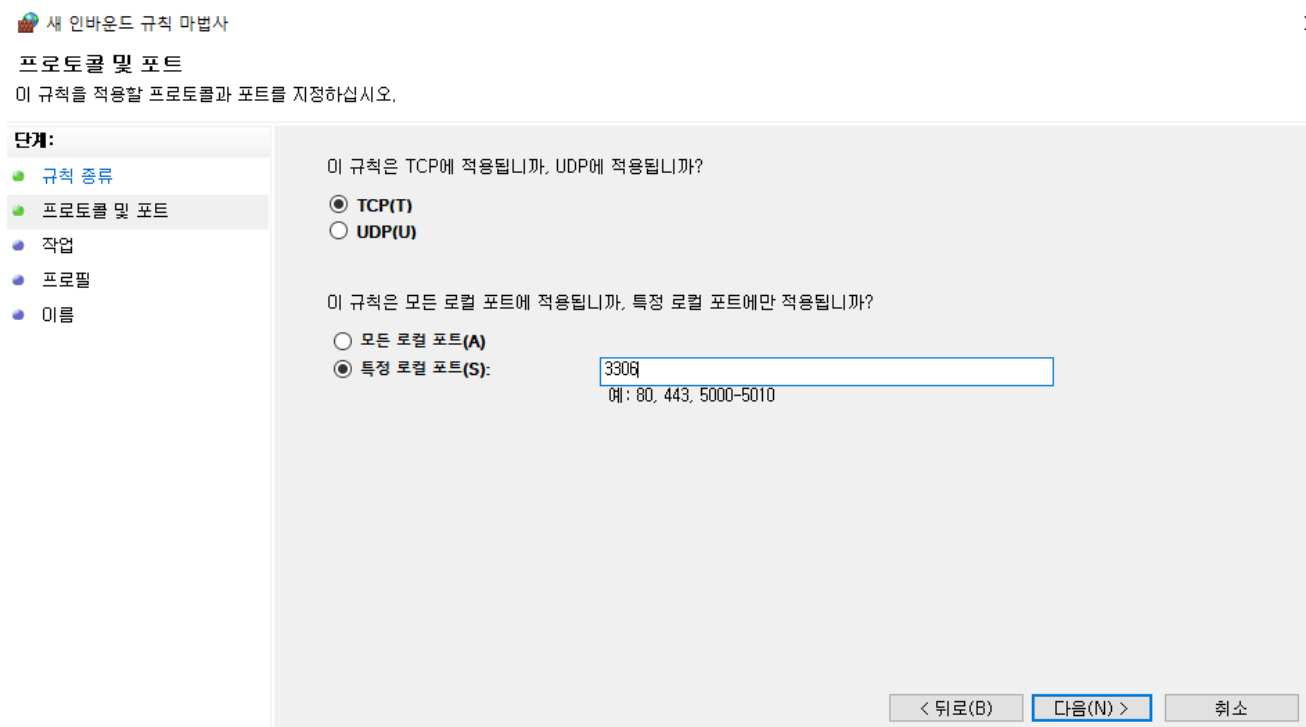 새 인바운드 규칙 마법사
프로토콜 및 포트
이 규칙을 적용할 프로토콜과 포트를 지정하십시오.
단계:
규칙 종류
프로토콜 및 포트
작업
프로필
이름
이 규칙은 TCP에 적용됩니까, UDP에 적용됩니까?
TCP(T)
UDP(U)
이 규칙은 모든 로컬 포트에 적용됩니까, 특정 로컬 포트에만 적용됩니까?
모든 로컬 포트(A)
특정 로컬 포트(S): 3306
예: 80, 443, 5000-5010
< 뒤로(B) 다음(N) > 취소